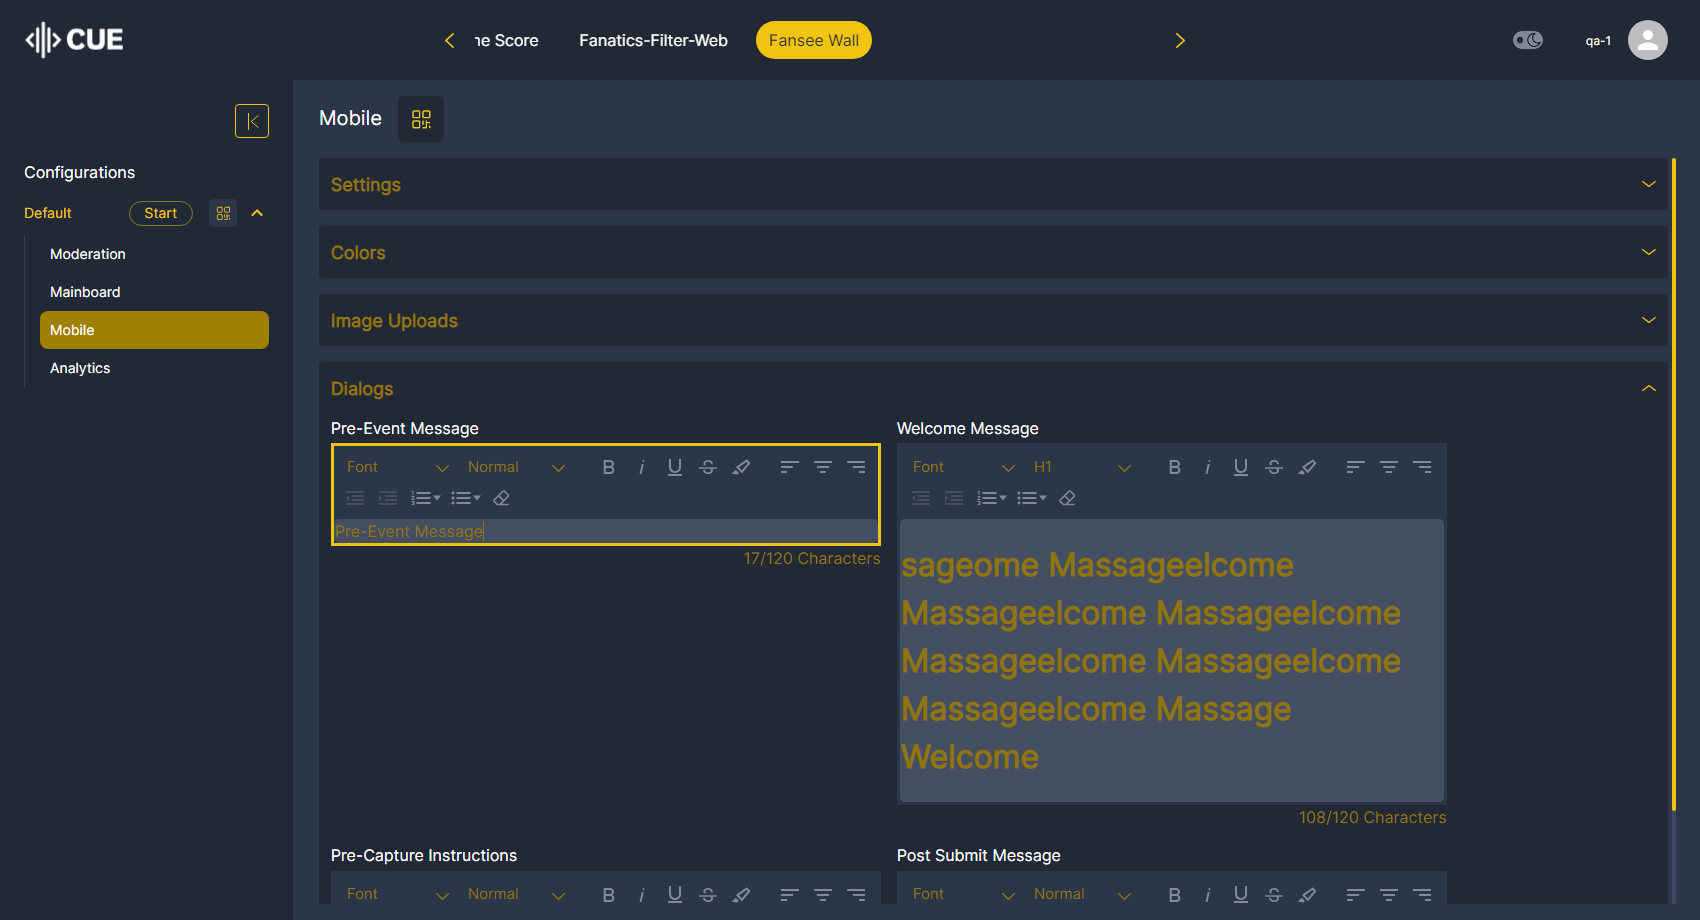 CUE
ne Score
Fanatics-Filter-Web
Fansee Wall
qa-1
Mobile
Configurations
Default
Start
Moderation
Mainboard
Mobile
Analytics
Settings
Colors
Image Uploads
Dialogs
Pre-Event Message
Font
Normal
B i U S
Pre-Event Message
17/120 Characters
Welcome Message
Font
H1
B i U S
sageome Massageelcome
Massageelcome Massageelcome
Massageelcome Massageelcome
Massageelcome Massage
Welcome
108/120 Characters
Pre-Capture Instructions
Font
Normal
B i U S
Post Submit Message
Font
Normal
B i U S